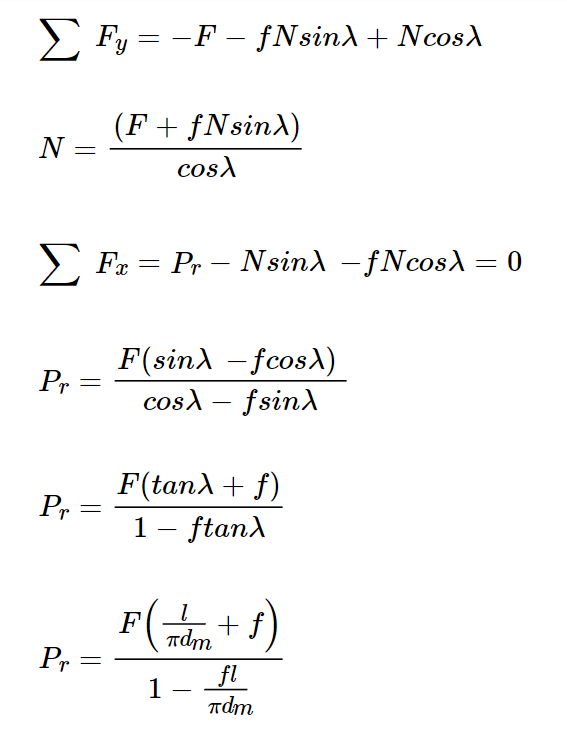 ∑ F_y = −F − fNsinλ + Ncosλ
N = (F + fNsinλ) / cosλ
∑ F_x = P_r − Nsinλ −fNcosλ = 0
P_r = F(sinλ −fcosλ) / cosλ − fsinλ
P_r = F(tanλ + f) / 1 − ftanλ
P_r = F(l/πd_m + f) / 1 − fl/πd_m